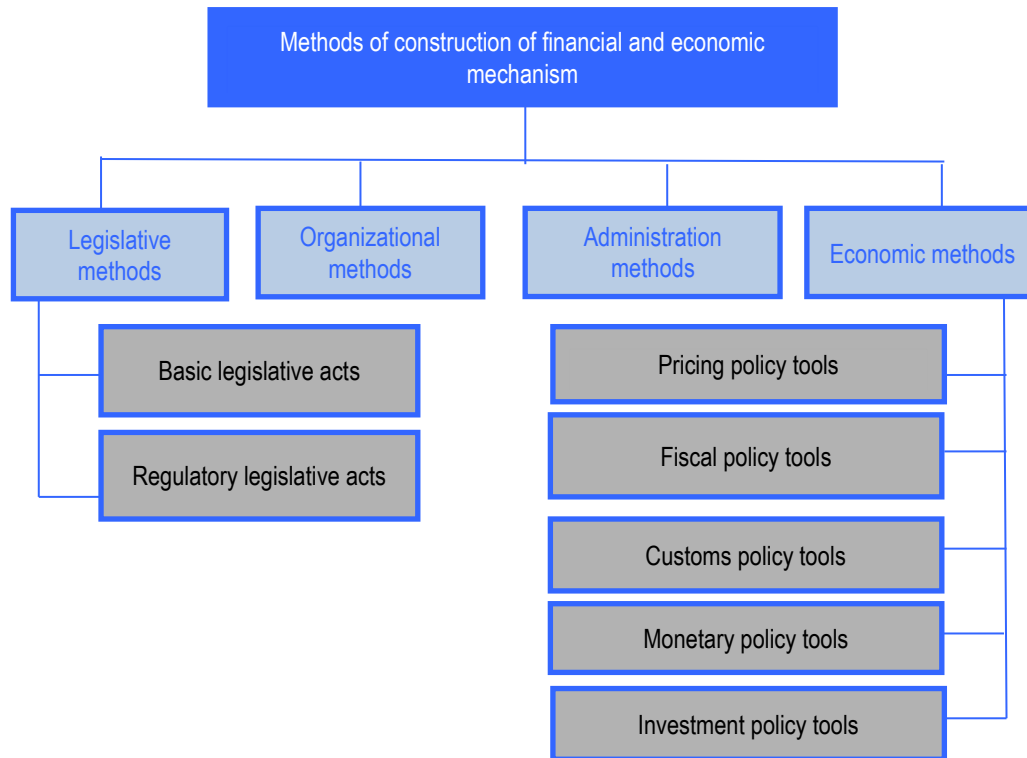 Methods of construction of financial and economic
mechanism
Legislative
methods
Organizational
methods
Administration
methods
Economic methods
Basic legislative acts
Regulatory legislative acts
Pricing policy tools
Fiscal policy tools
Customs policy tools
Monetary policy tools
Investment policy tools